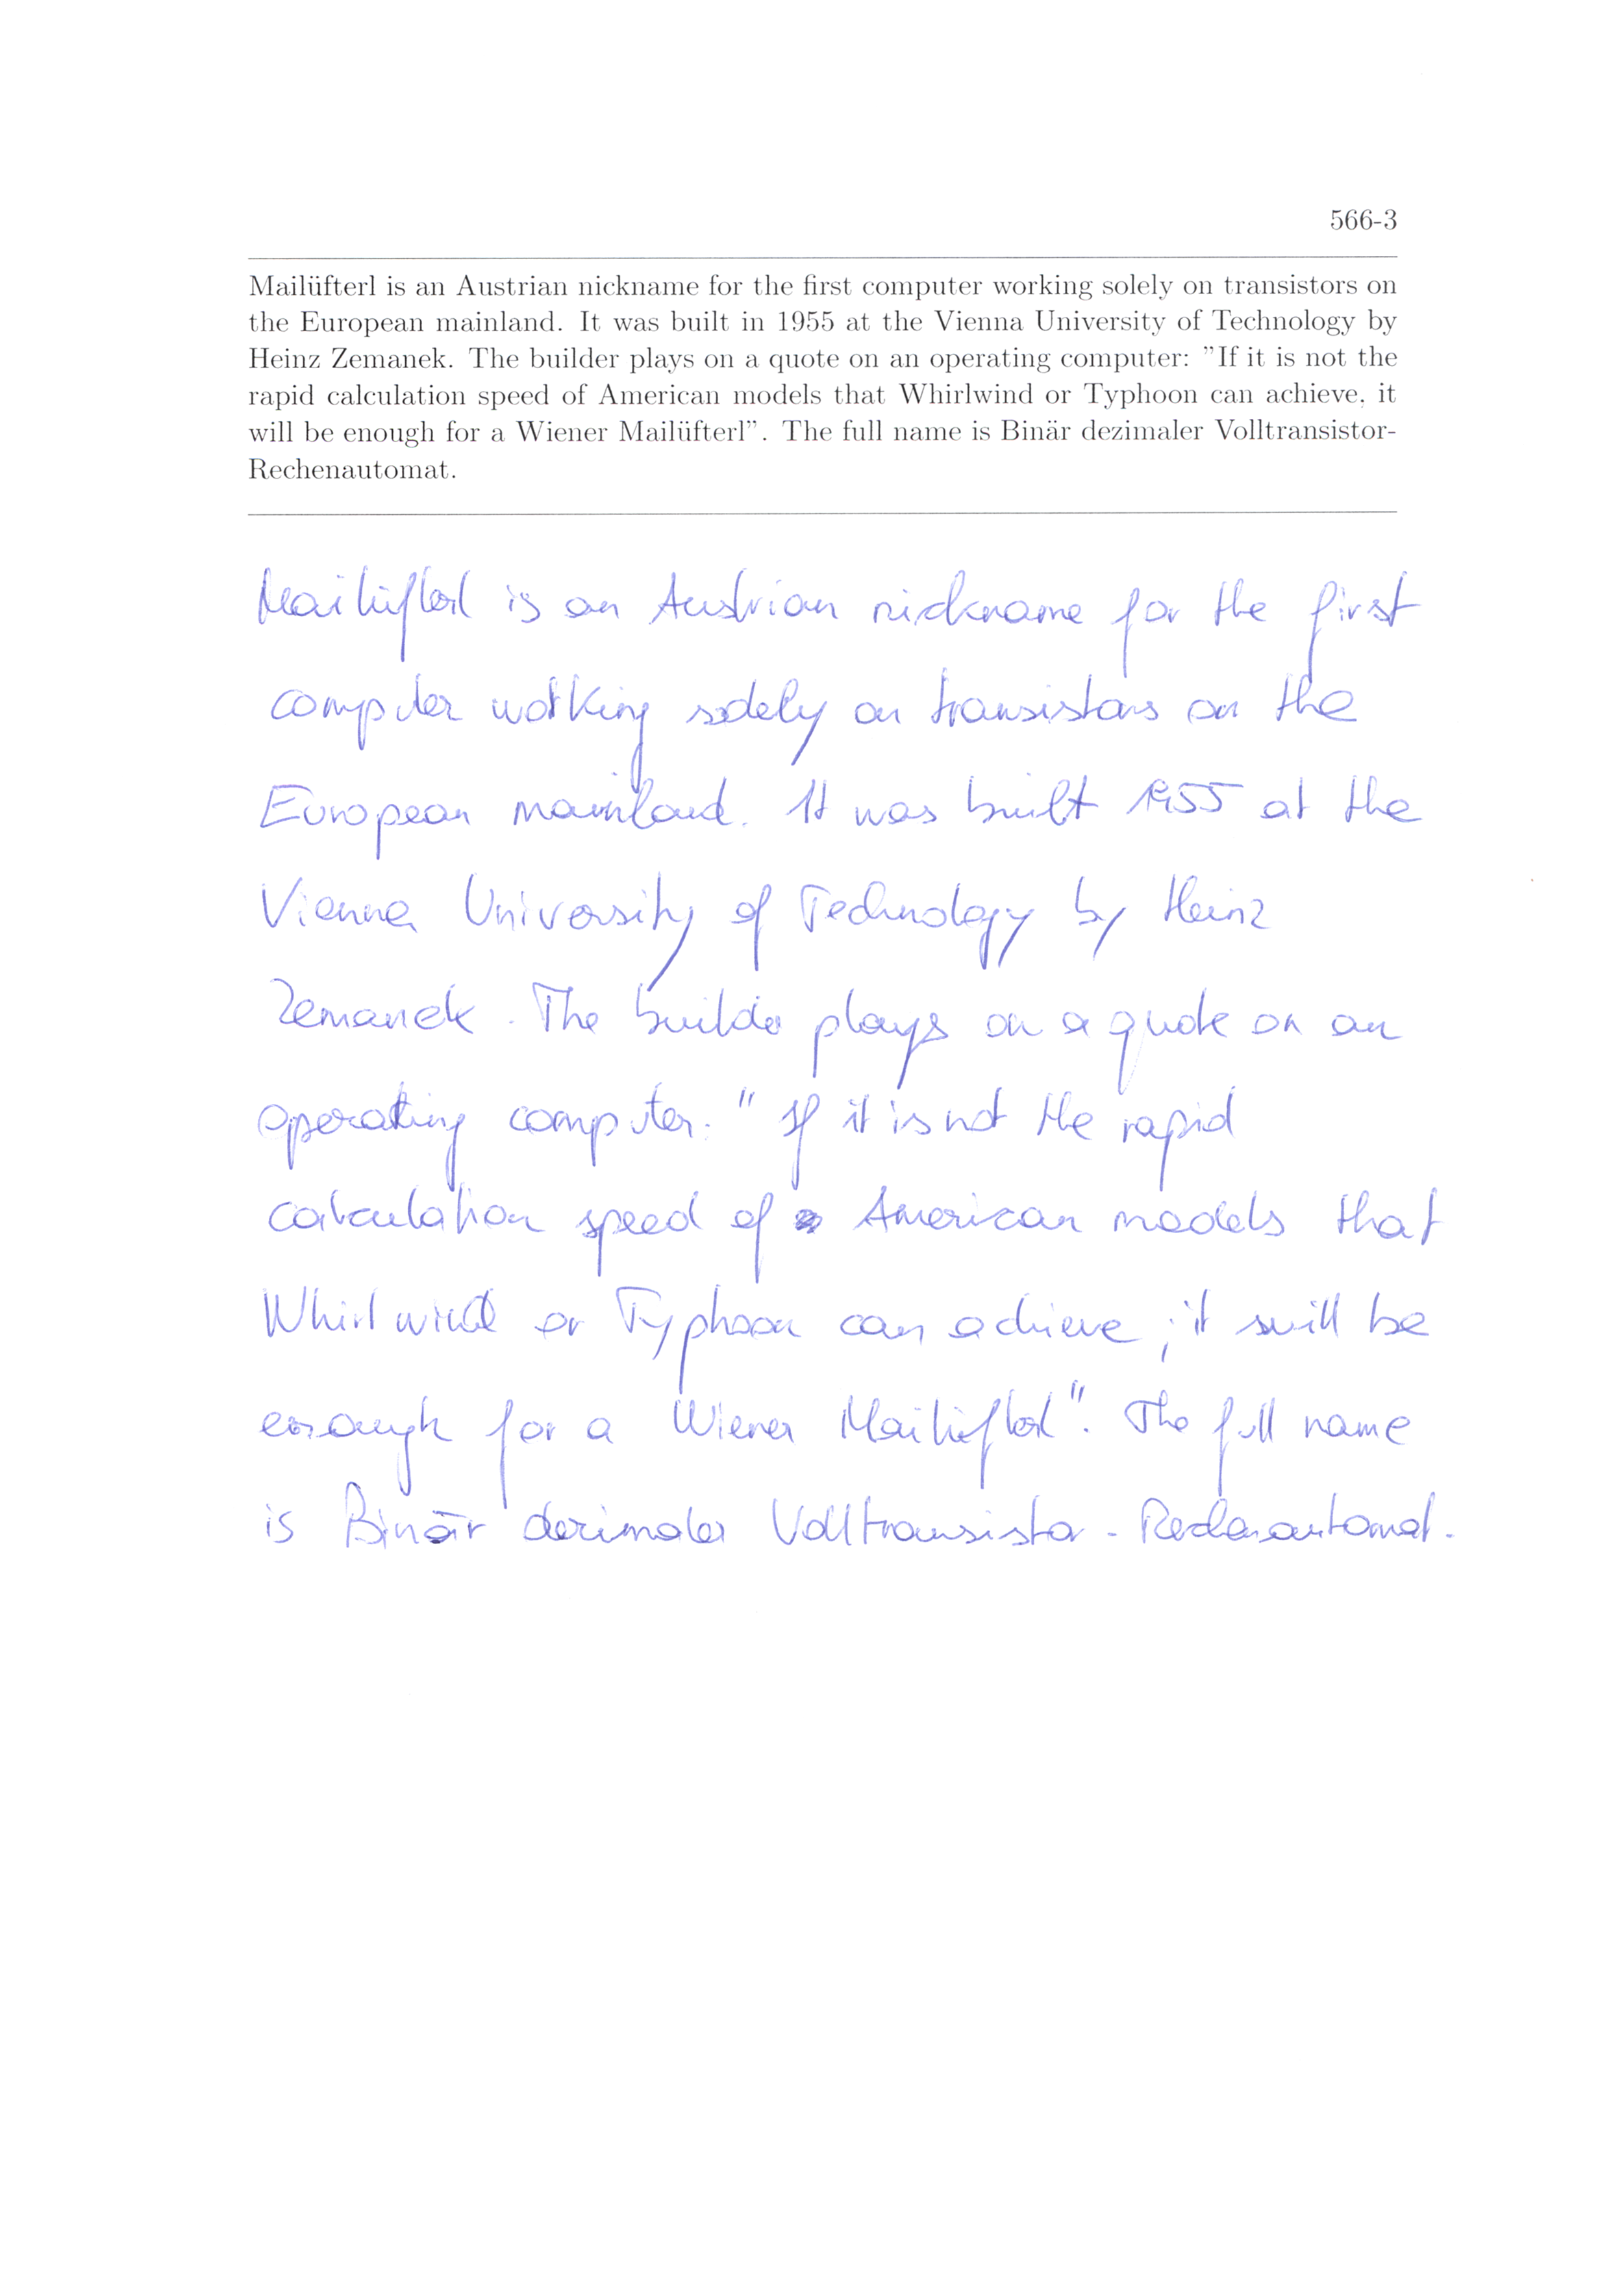 566-3
Mailüfterl is an Austrian nickname for the first computer working solely on transistors on
the European mainland. It was built in 1955 at the Vienna University of Technology by
Heinz Zemanek. The builder plays on a quote on an operating computer: "If it is not the
rapid calculation speed of American models that Whirlwind or Typhoon can achieve, it
will be enough for a Wiener Mailüfterl". The full name is Binär dezimaler Volltransistor-
Rechenautomat.
Mailüfterl is an Austrian nickname for the first
computer working solely on transistors on the
European mainland. It was built 1955 at the
Vienna University of Technology by Heinz
Zemanek. The builder plays on a quote on an
operating computer: "If it is not the rapid
calculation speed of American models that
Whirlwind or Typhoon can achieve, it will be
enough for a Wiener Mailüfterl". The full name
is Binär dezimaler Volltransistor-Rechenautomat.